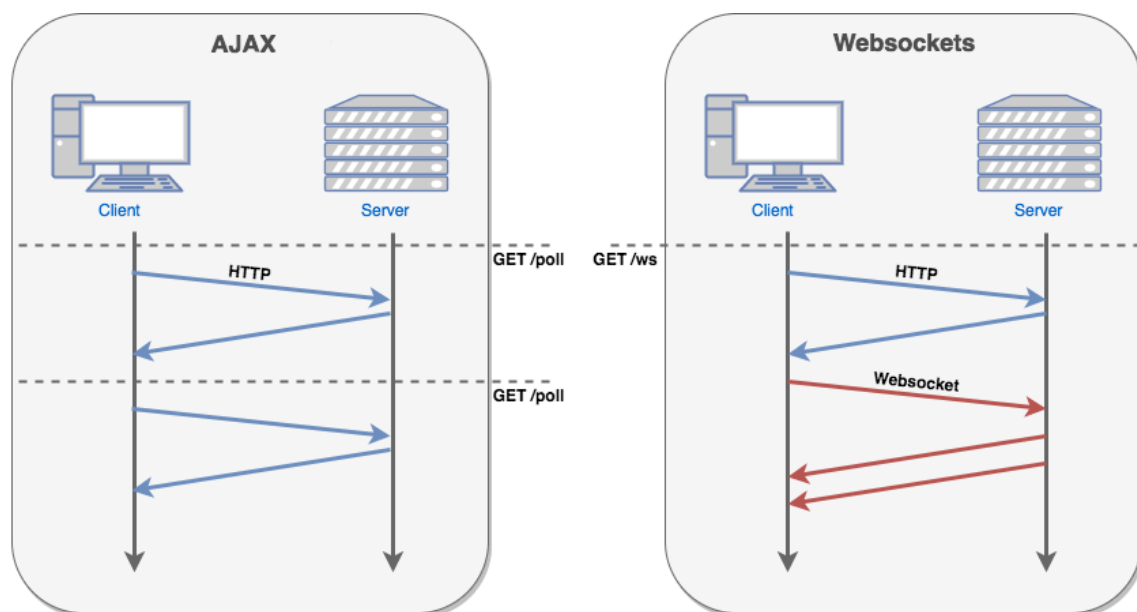 AJAX
Client
Server
GET /poll
HTTP
GET /poll
Websockets
Client
Server
GET /ws
HTTP
Websocket